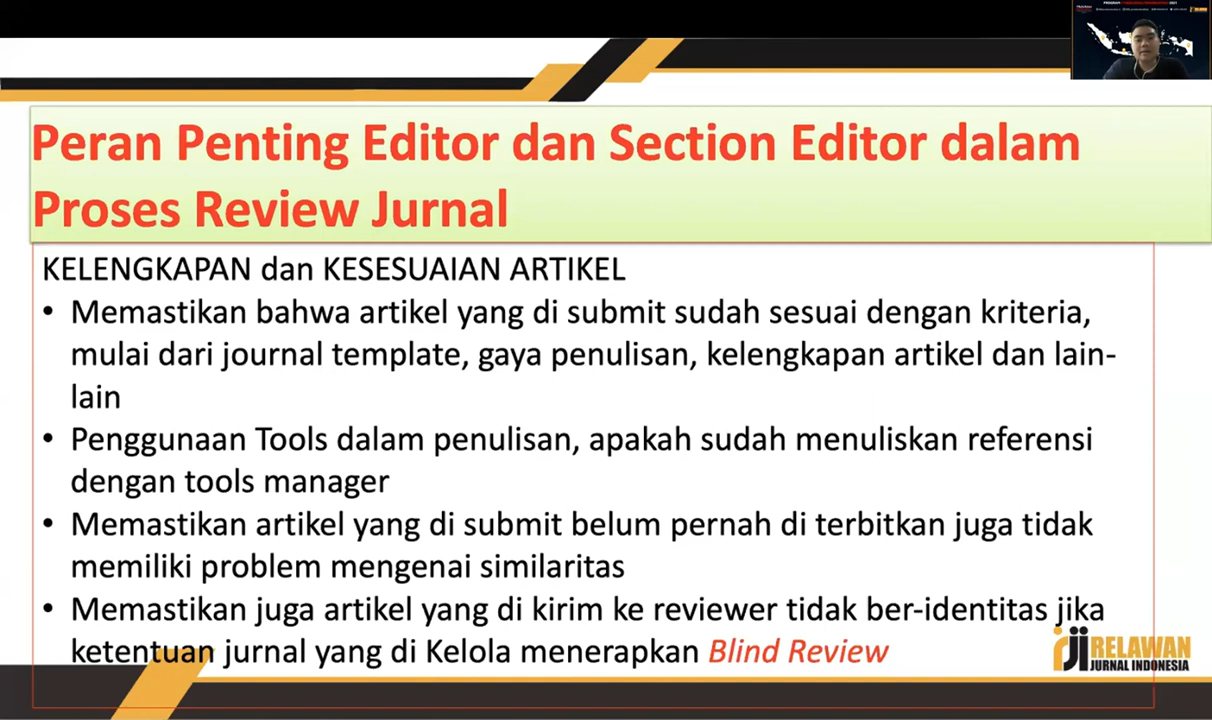 Peran Penting Editor dan Section Editor dalam
Proses Review Jurnal
KELENGKAPAN dan KESESUAIAN ARTIKEL
• Memastikan bahwa artikel yang di submit sudah sesuai dengan kriteria,
mulai dari journal template, gaya penulisan, kelengkapan artikel dan lain-
lain
• Penggunaan Tools dalam penulisan, apakah sudah menuliskan referensi
dengan tools manager
• Memastikan artikel yang di submit belum pernah di terbitkan juga tidak
memiliki problem mengenai similaritas
• Memastikan juga artikel yang di kirim ke reviewer tidak ber-identitas jika
ketentuan jurnal yang di Kelola menerapkan Blind Review
RJI RELAWAN
JURNAL INDONESIA